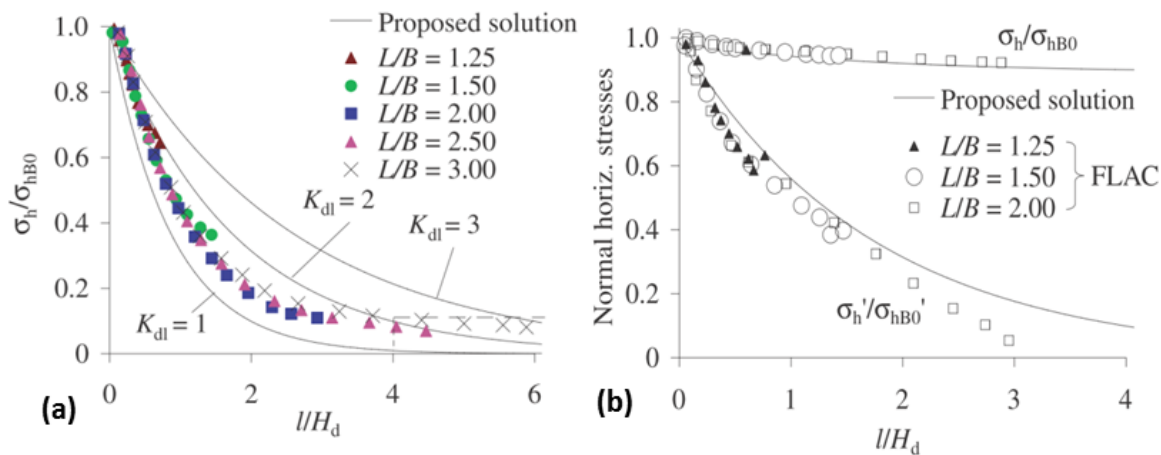 Proposed solution
L/B = 1.25
L/B = 1.50
L/B = 2.00
L/B = 2.50
L/B = 3.00
Kdl = 2
Kdl = 3
Kdl = 1
1.0
0.8
0.6
0.4
0.2
0
σh/σhB0
0 2 4 6
l/Hd
(a)
σh/σhB0
Proposed solution
L/B = 1.25
L/B = 1.50
L/B = 2.00
FLAC
σh'/σhB0'
1.0
0.8
0.6
0.4
0.2
0
Normal horiz. stresses
0 1 2 3 4
l/Hd
(b)